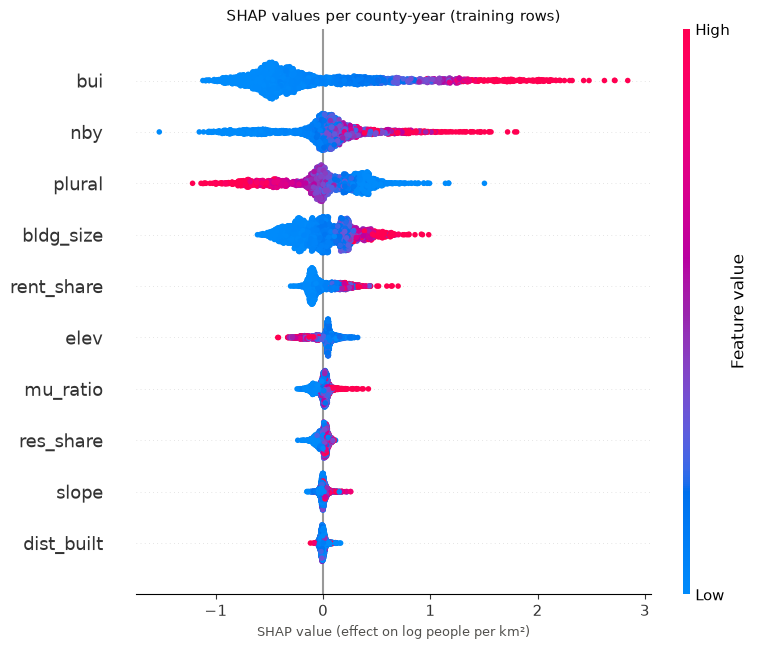 SHAP values per county-year (training rows)
High
bui
nby
plural
bldg_size
rent_share
elev
mu_ratio
res_share
slope
dist_built
Feature value
Low
−1
0
1
2
3
SHAP value (effect on log people per km²)